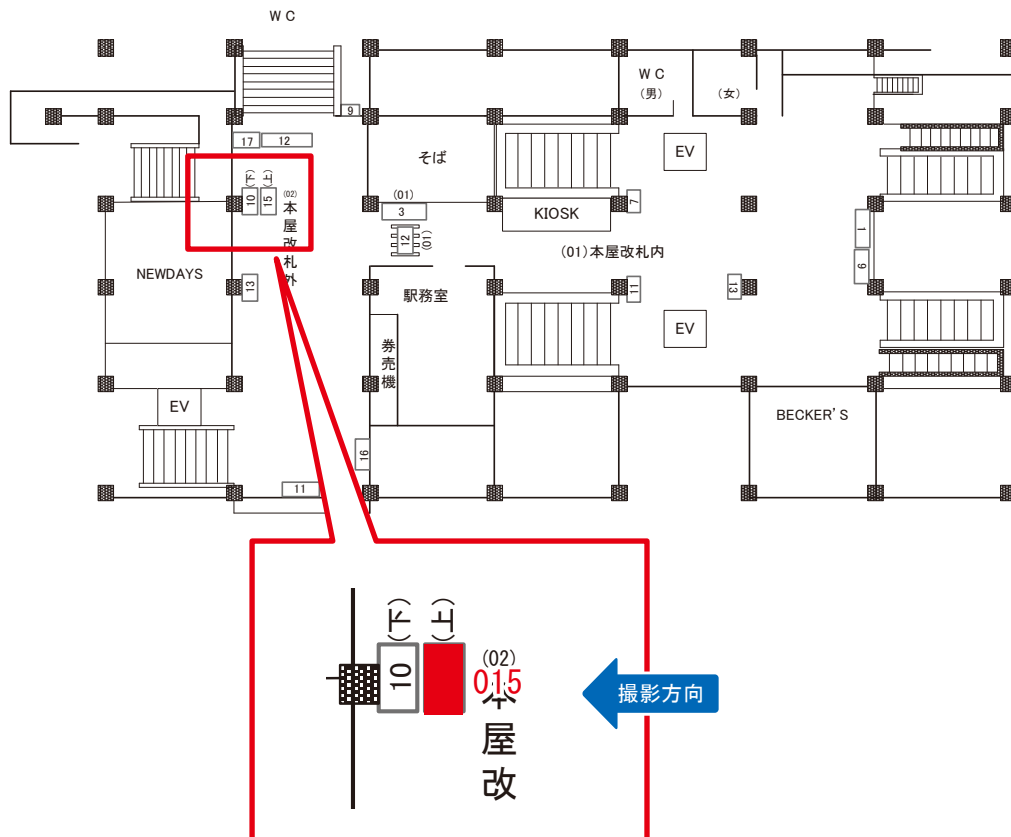 ＷＣ
ＷＣ
(男)
(女)
9
17
12
そば
EV
(下)
(上)
10
15
(02)
本屋改札外
(01)
3
12
(01)
7
KIOSK
1
(01)本屋改札内
9
NEWDAYS
13
駅務室
11
13
券売機
EV
EV
BECKER'S
16
11
(下)
(上)
10
(02)
015
本屋改
撮影方向